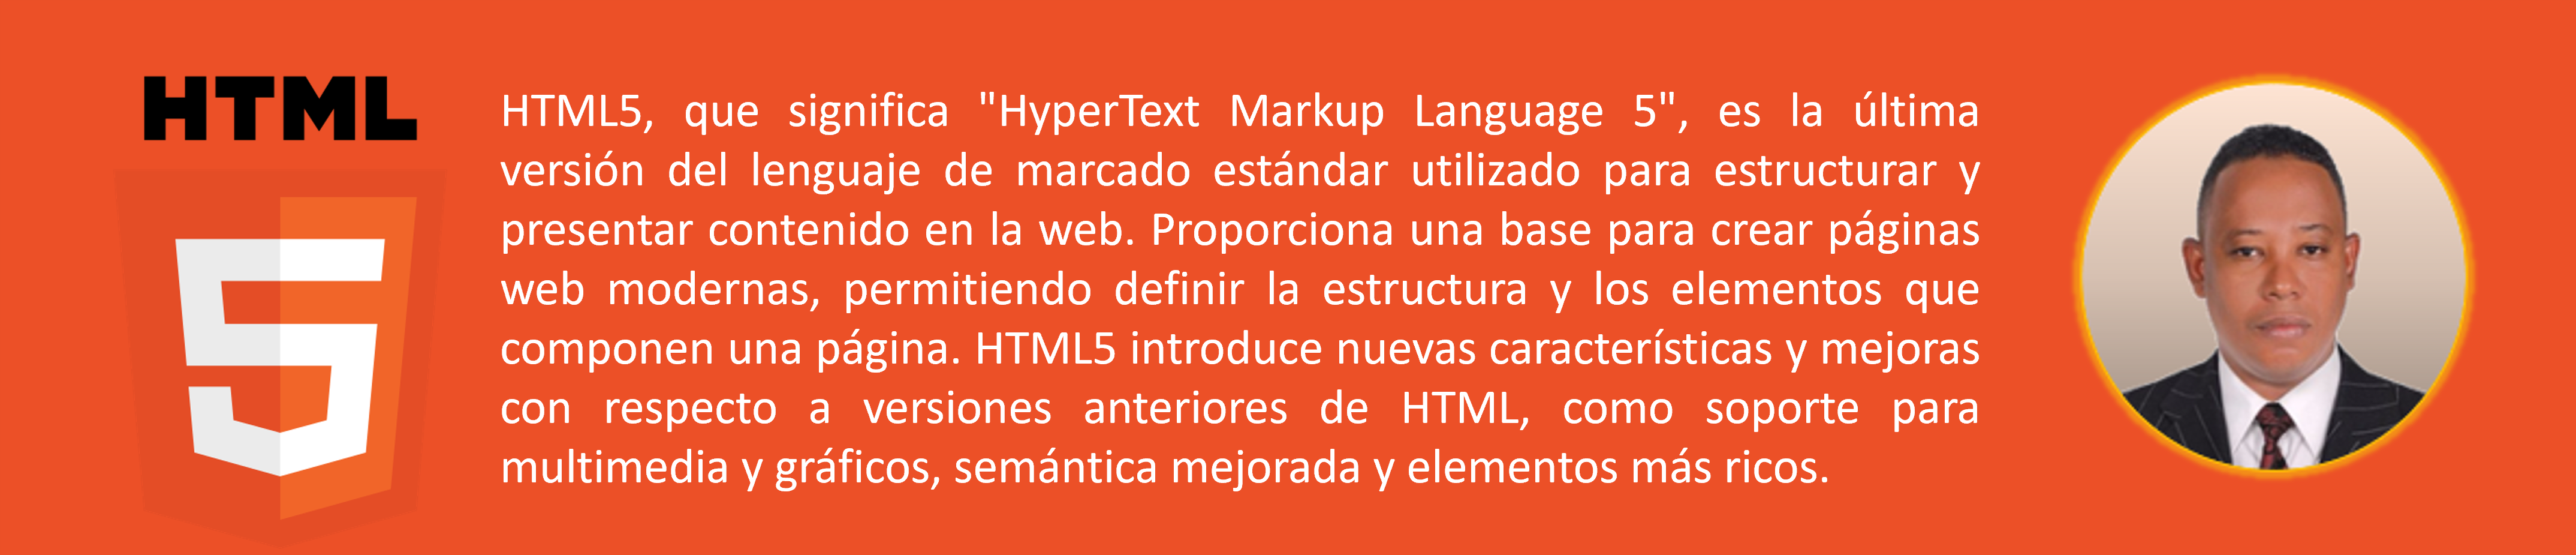 HTML
5
HTML5, que significa "HyperText Markup Language 5", es la última
versión del lenguaje de marcado estándar utilizado para estructurar y
presentar contenido en la web. Proporciona una base para crear páginas
web modernas, permitiendo definir la estructura y los elementos que
componen una página. HTML5 introduce nuevas características y mejoras
con respecto a versiones anteriores de HTML, como soporte para
multimedia y gráficos, semántica mejorada y elementos más ricos.